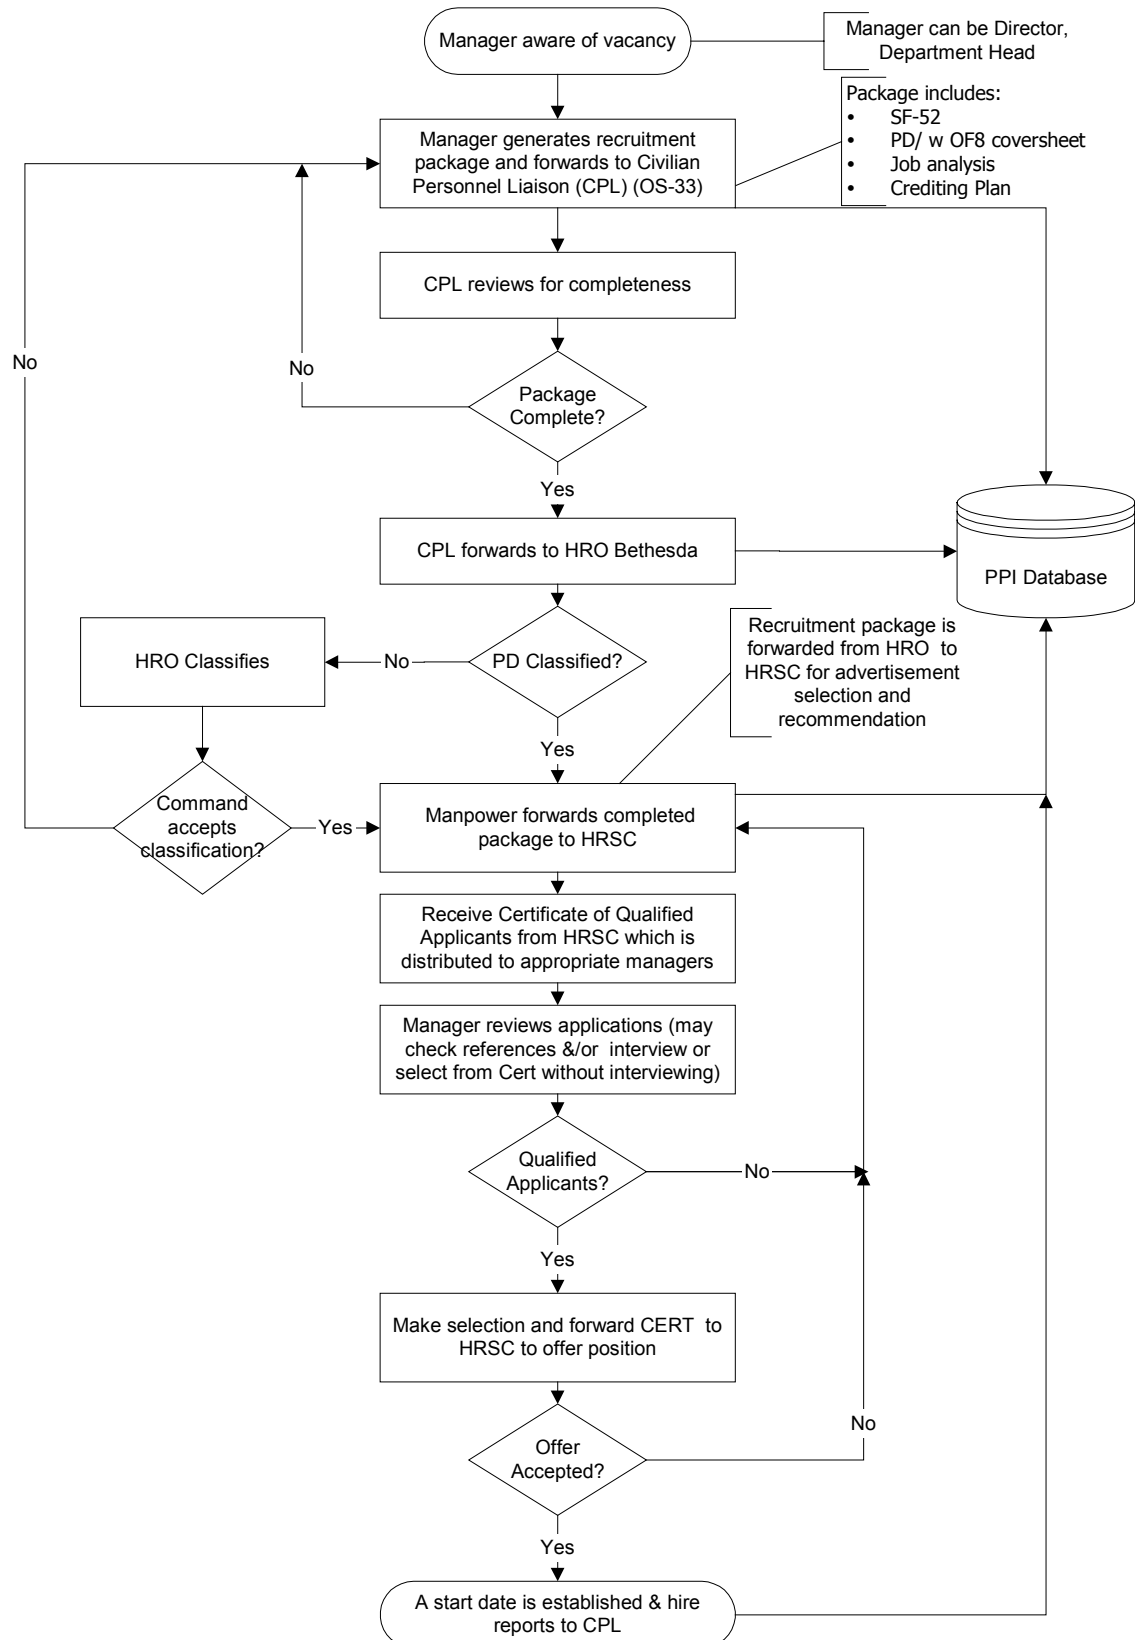 Manager aware of vacancy
Manager can be Director,
Department Head
Package includes:
• SF-52
• PD/ w OF8 coversheet
• Job analysis
• Crediting Plan
Manager generates recruitment
package and forwards to Civilian
Personnel Liaison (CPL) (OS-33)
CPL reviews for completeness
No
No
Package
Complete?
Yes
CPL forwards to HRO Bethesda
PPI Database
HRO Classifies
No
PD Classified?
Recruitment package is
forwarded from HRO to
HRSC for advertisement
selection and
recommendation
Yes
Command
accepts
classification?
Yes
Manpower forwards completed
package to HRSC
Receive Certificate of Qualified
Applicants from HRSC which is
distributed to appropriate managers
Manager reviews applications (may
check references &/or interview or
select from Cert without interviewing)
Qualified
Applicants?
No
Yes
Make selection and forward CERT to
HRSC to offer position
No
Offer
Accepted?
Yes
A start date is established & hire
reports to CPL